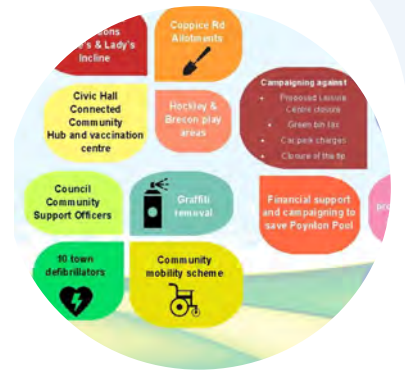 Incline
Coppice Rd
Allotments
Civic Hall
Connected
Community
Hub and vaccination
centre
Hockley &
Brecon play
areas
Campaigning against
• Proposed Leisure
Centre closure
• Green bin tax
• Car park charges
• Closure of the tip
Council
Community
Support Officers
Graffiti
removal
Financial support
and campaigning to
save Poynton Pool
10 town
defibrillators
Community
mobility scheme